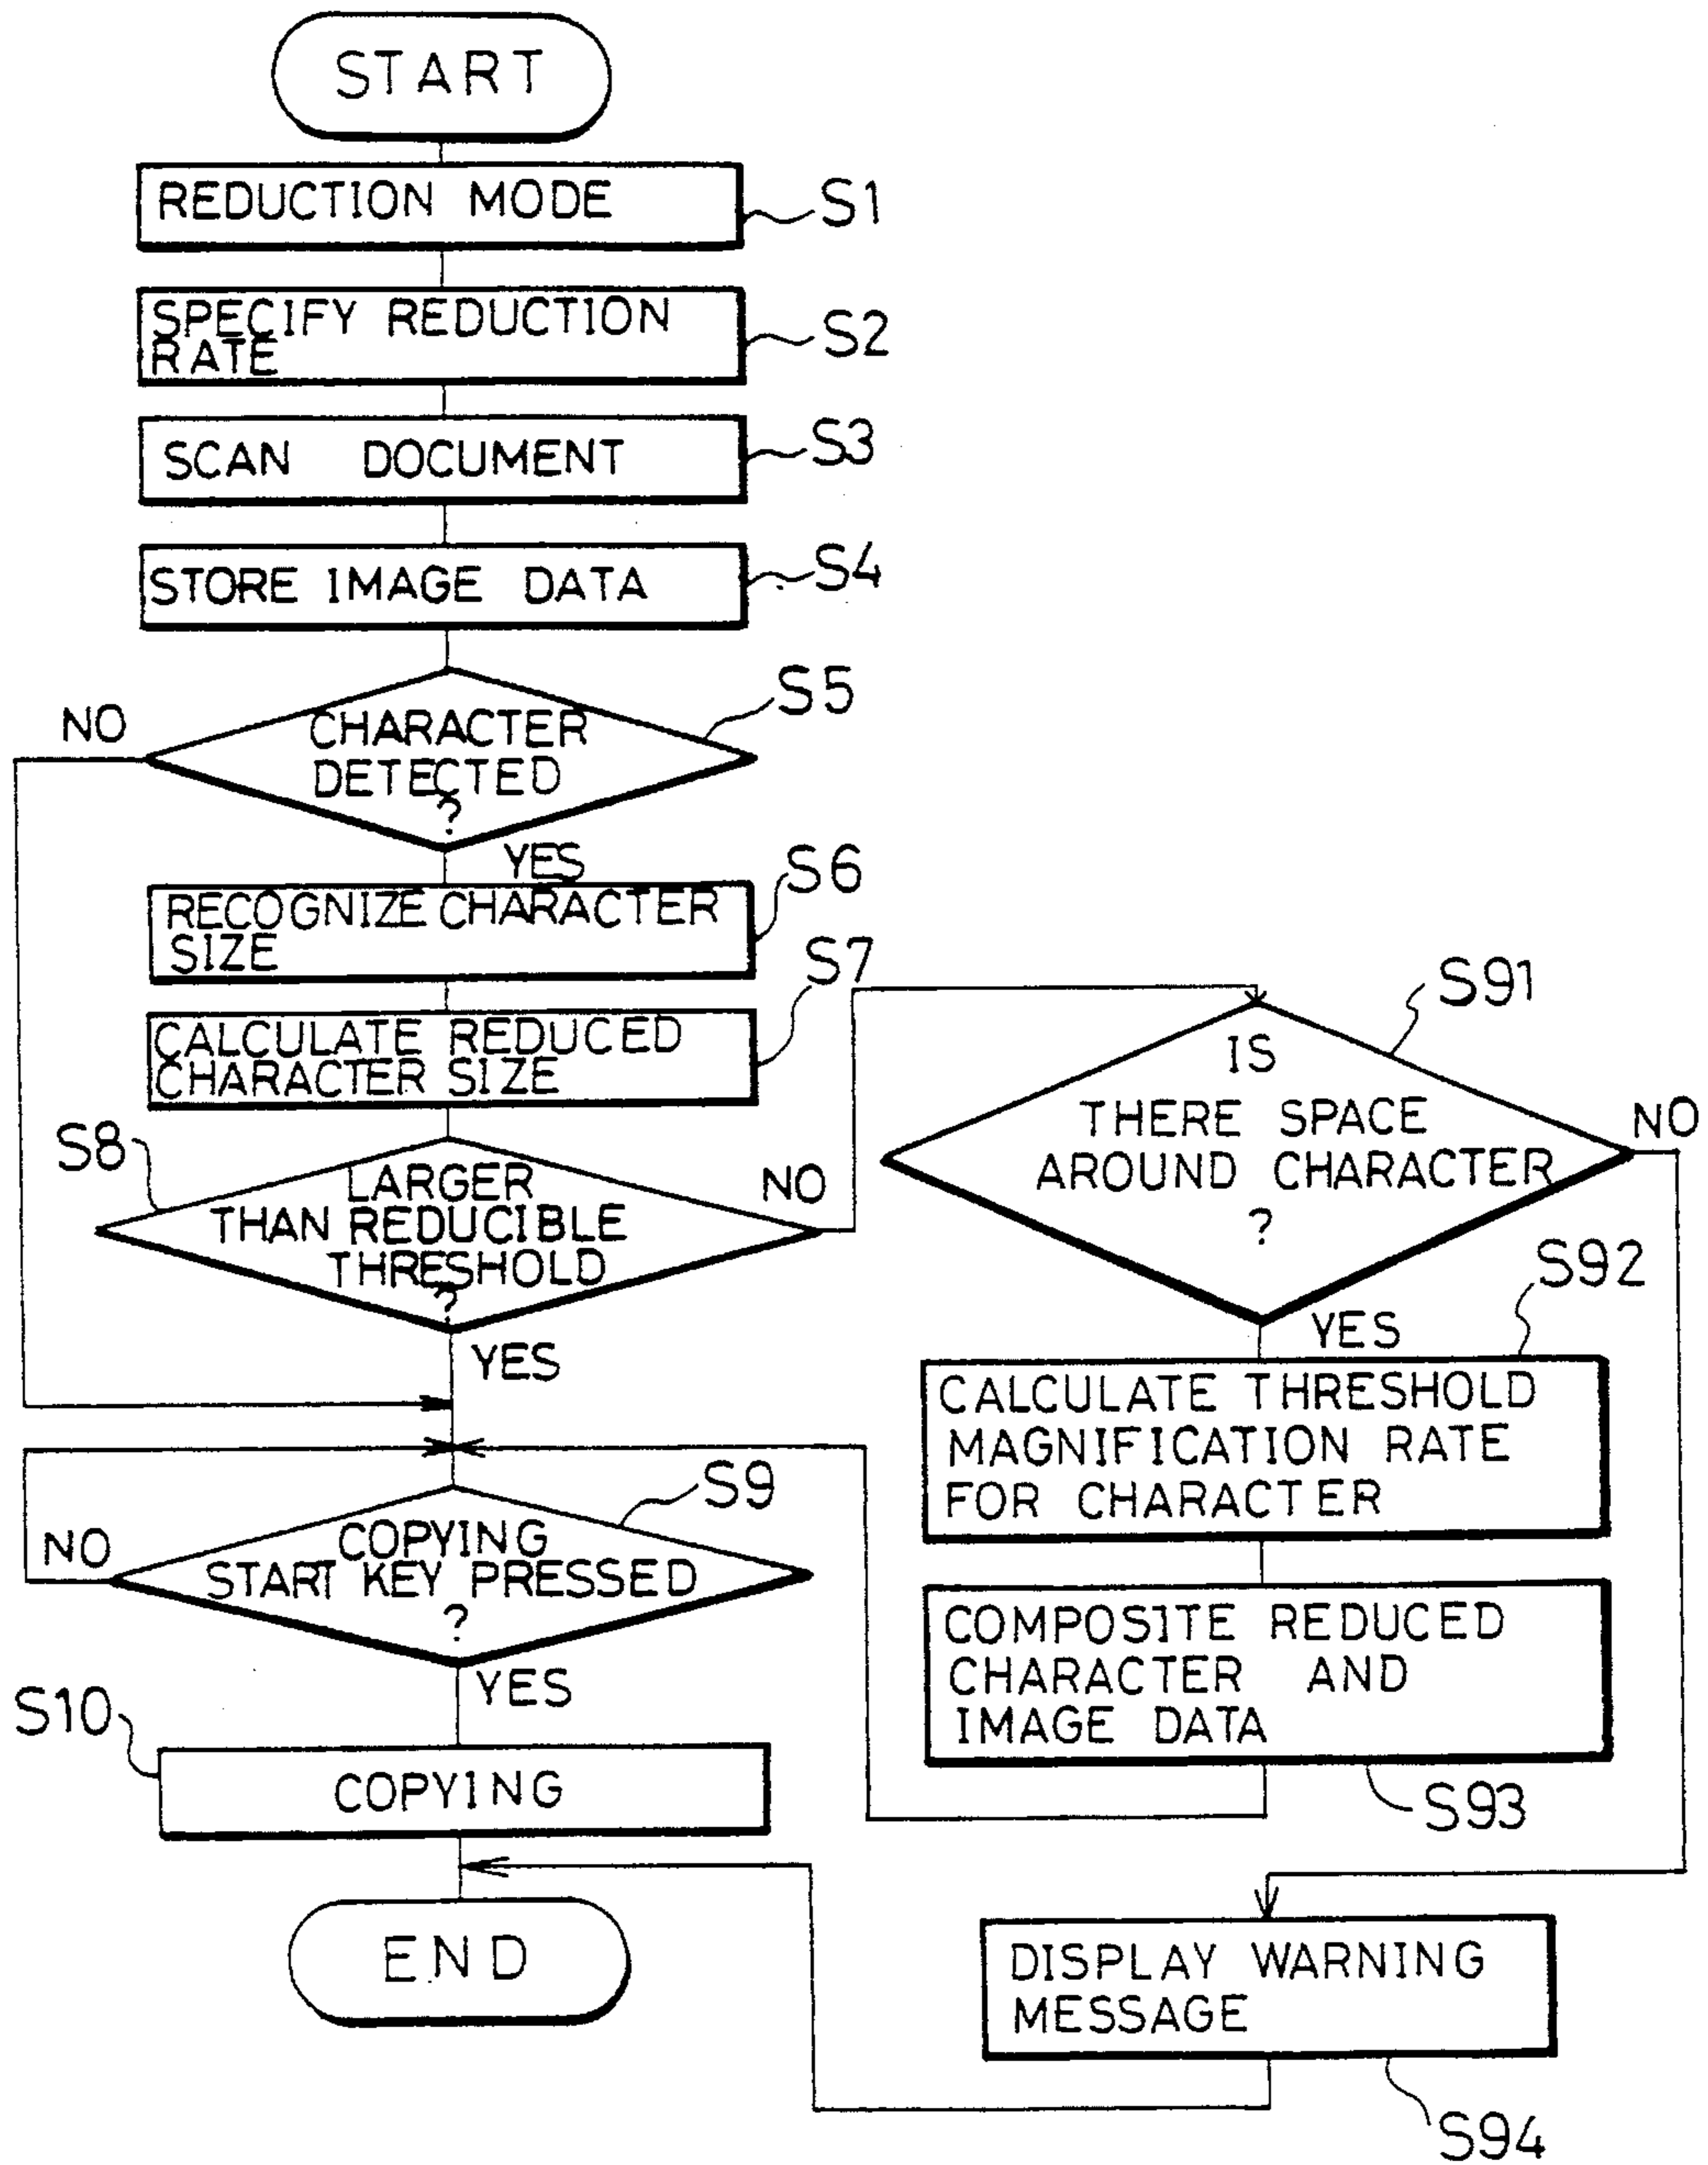 START
REDUCTION MODE
S1
SPECIFY REDUCTION
RATE
S2
SCAN DOCUMENT
S3
STORE IMAGE DATA
S4
S5
NO
CHARACTER
DETECTED
?
YES
S6
RECOGNIZE CHARACTER
SIZE
S7
CALCULATE REDUCED
CHARACTER SIZE
S8
LARGER
THAN REDUCIBLE
THRESHOLD
?
NO
YES
S91
IS
THERE SPACE
AROUND CHARACTER
?
NO
YES
S92
CALCULATE THRESHOLD
MAGNIFICATION RATE
FOR CHARACTER
S9
NO
COPYING
START KEY PRESSED
?
YES
COMPOSITE REDUCED
CHARACTER AND
IMAGE DATA
S93
S10
COPYING
END
DISPLAY WARNING
MESSAGE
S94